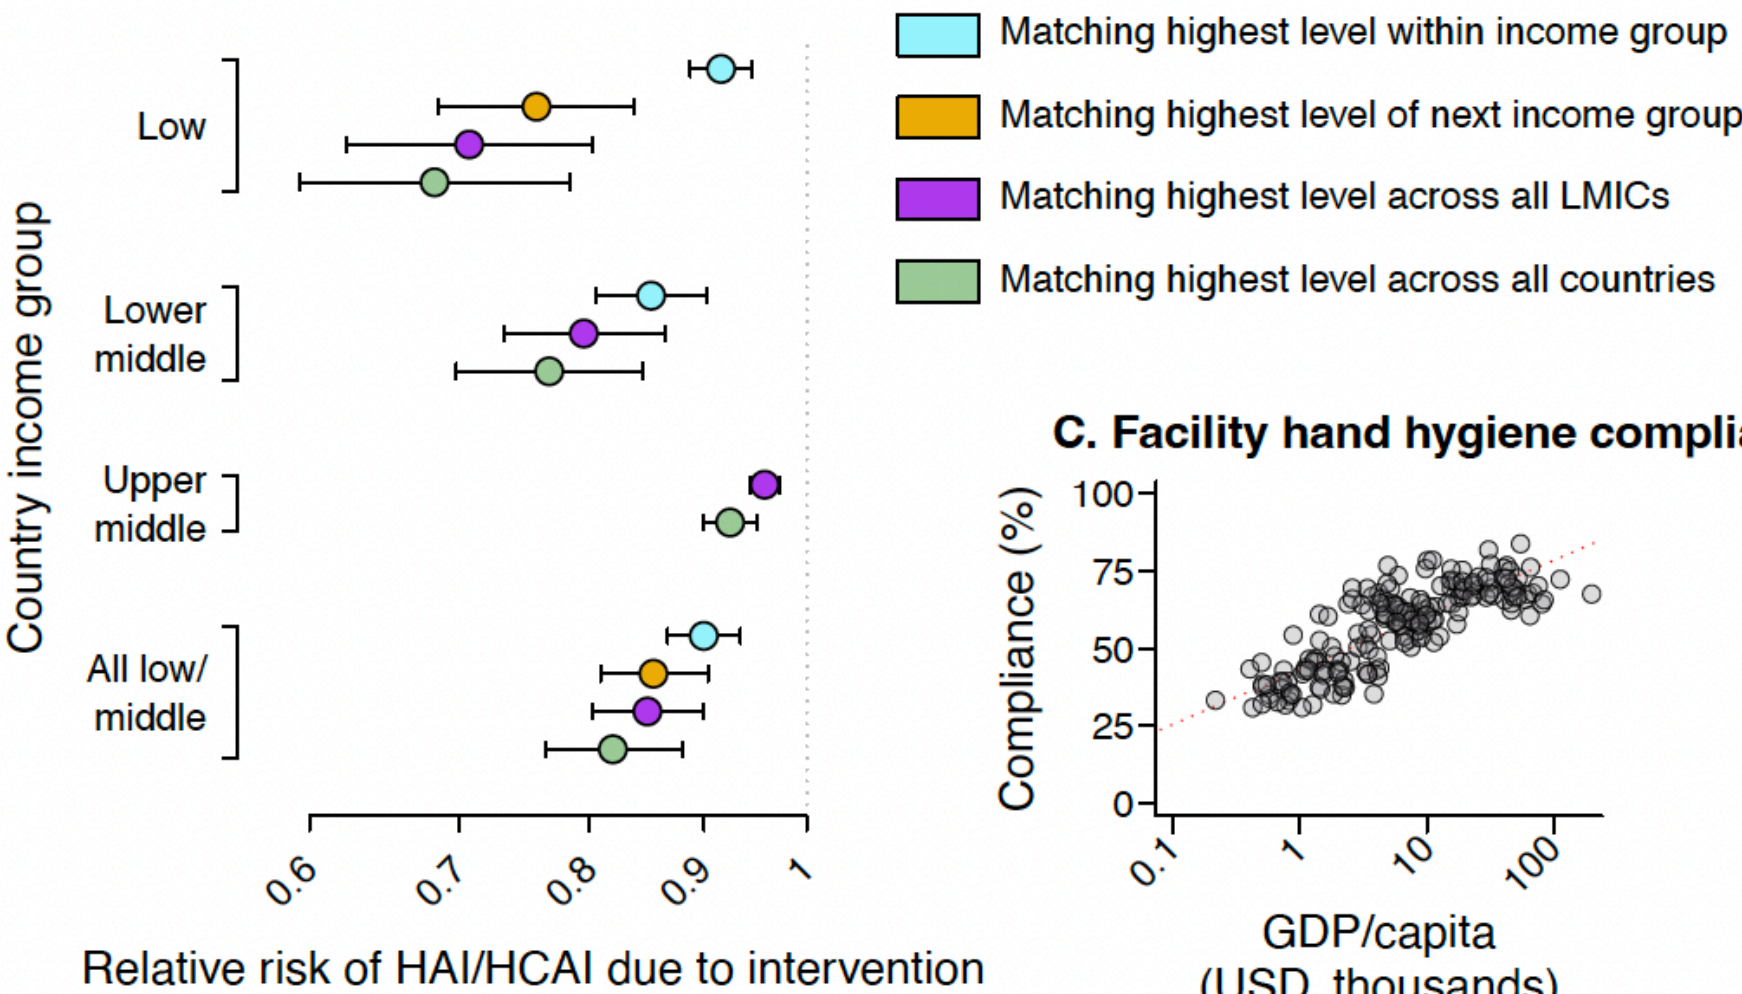 Country income group
Low
Lower
middle
Upper
middle
All low/
middle
0.6 0.7 0.8 0.9 1
Relative risk of HAI/HCAI due to intervention
Matching highest level within income group
Matching highest level of next income group
Matching highest level across all LMICs
Matching highest level across all countries
C. Facility hand hygiene complia
Compliance (%)
100
75
50
25
0
0.1 1 10 100
GDP/capita
(USD, thousands)